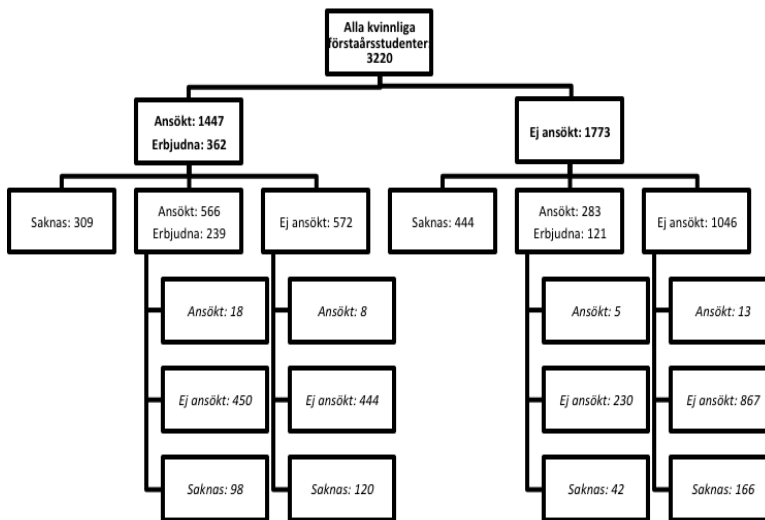 Alla kvinnliga
förstaårsstudenter:
3220
Ansökt: 1447
Erbjudna: 362
Ej ansökt: 1773
Saknas: 309
Ansökt: 566
Erbjudna: 239
Ej ansökt: 572
Saknas: 444
Ansökt: 283
Erbjudna: 121
Ej ansökt: 1046
Ansökt: 18
Ansökt: 8
Ansökt: 5
Ansökt: 13
Ej ansökt: 450
Ej ansökt: 444
Ej ansökt: 230
Ej ansökt: 867
Saknas: 98
Saknas: 120
Saknas: 42
Saknas: 166